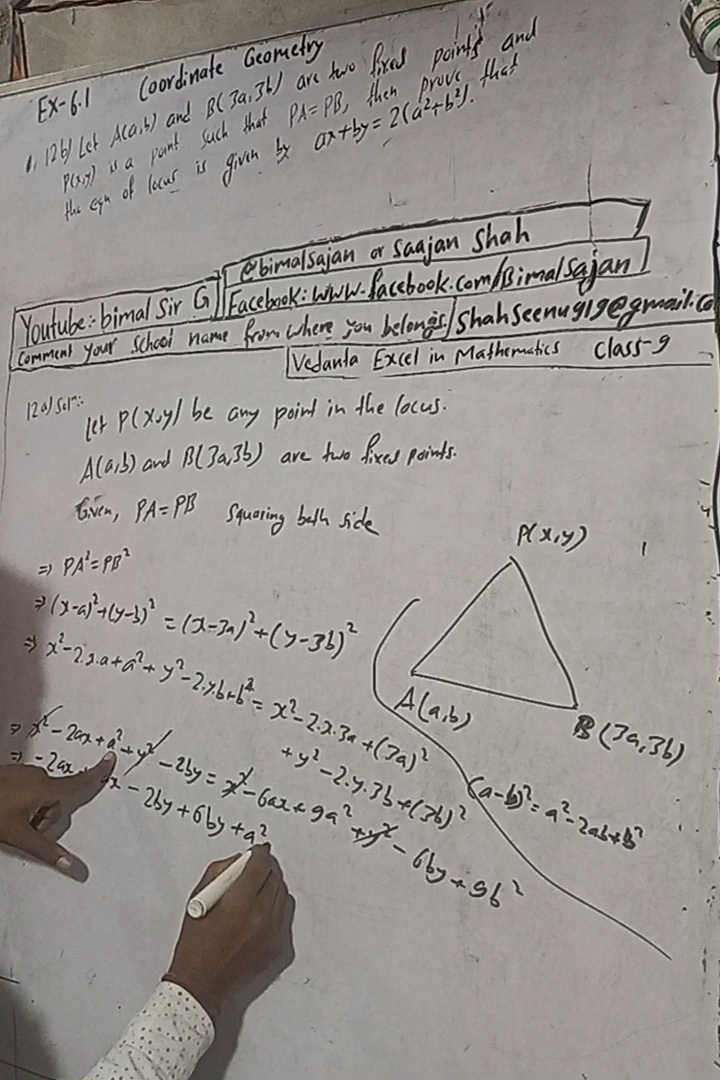 Ex-6.1 Coordinate Geometry
1. 12b) Let A(a,b) and B(3a,3b) are two fixed points and
P(x,y) is a point such that PA=PB, then prove that
the eqn of locus is given by ax+by=2(a²+b²).
@bimalsajan or Saajan Shah
Youtube:- bimal Sir G
Facebook: www.facebook.com/Bimalsajan
Comment your school name from where you belongs.
Shahseenu919@gmail.co
Vedanta Excel in Mathematics Class-9
12a) Solⁿ:-
Let P(x,y) be any point in the locus.
A(a,b) and B(3a,3b) are two fixed points.
Given, PA=PB Squaring both side
⇒ PA²=PB²
⇒ (x-a)²+(y-b)² = (x-3a)²+(y-3b)²
⇒ x²-2.x.a+a²+y²-2.y.b+b² = x²-2.x.3a+(3a)²
+y²-2.y.3b+(3b)²
⇒ x²-2ax+a²+y²-2by = x²-6ax+9a²+y²-6by+9b²
⇒ -2ax x-2by+6by+a²
P(x,y)
A(a,b)
B(3a,3b)
(a-b)²=a²-2ab+b²